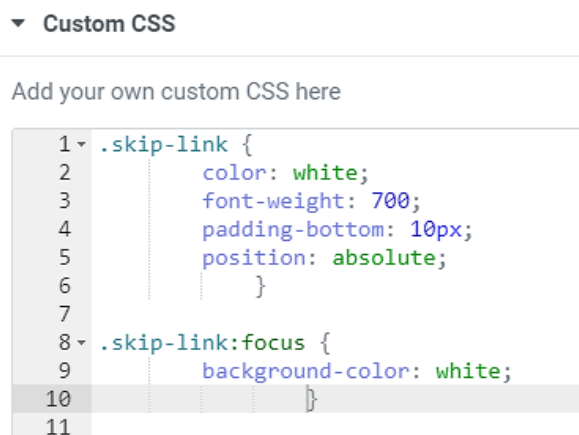 Custom CSS
Add your own custom CSS here
1 .skip-link {
2 color: white;
3 font-weight: 700;
4 padding-bottom: 10px;
5 position: absolute;
6 }
7
8 .skip-link:focus {
9 background-color: white;
10 }
11